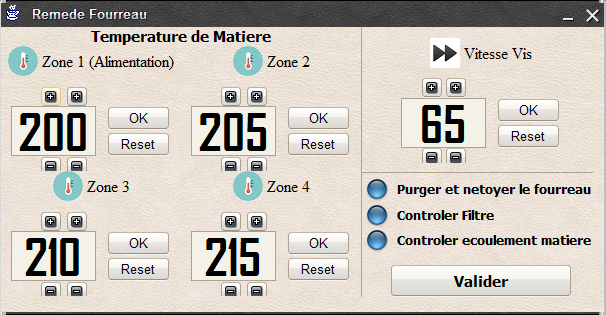 Remede Fourreau
Temperature de Matiere
Zone 1 (Alimentation)
Zone 2
Vitesse Vis
200
OK
Reset
205
OK
Reset
65
OK
Reset
Zone 3
Zone 4
210
OK
Reset
215
OK
Reset
Purger et netoyer le fourreau
Controler Filtre
Controler ecoulement matiere
Valider